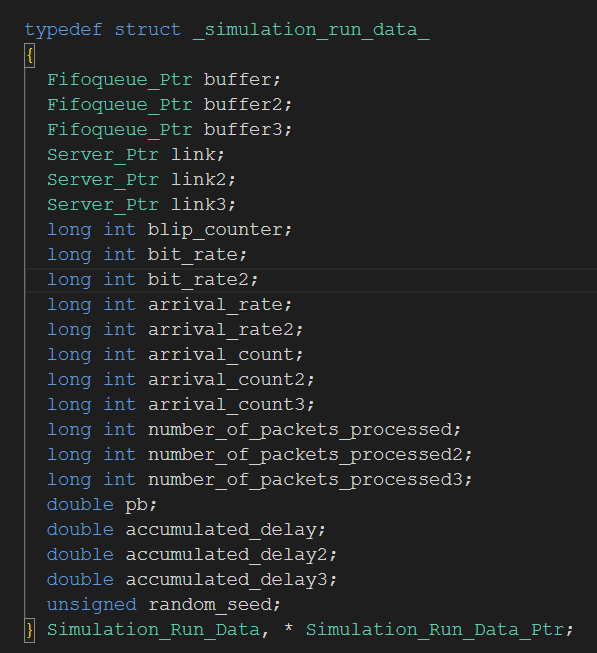 typedef struct _simulation_run_data_
{
Fifoqueue_Ptr buffer;
Fifoqueue_Ptr buffer2;
Fifoqueue_Ptr buffer3;
Server_Ptr link;
Server_Ptr link2;
Server_Ptr link3;
long int blip_counter;
long int bit_rate;
long int bit_rate2;
long int arrival_rate;
long int arrival_rate2;
long int arrival_count;
long int arrival_count2;
long int arrival_count3;
long int number_of_packets_processed;
long int number_of_packets_processed2;
long int number_of_packets_processed3;
double pb;
double accumulated_delay;
double accumulated_delay2;
double accumulated_delay3;
unsigned random_seed;
} Simulation_Run_Data, * Simulation_Run_Data_Ptr;